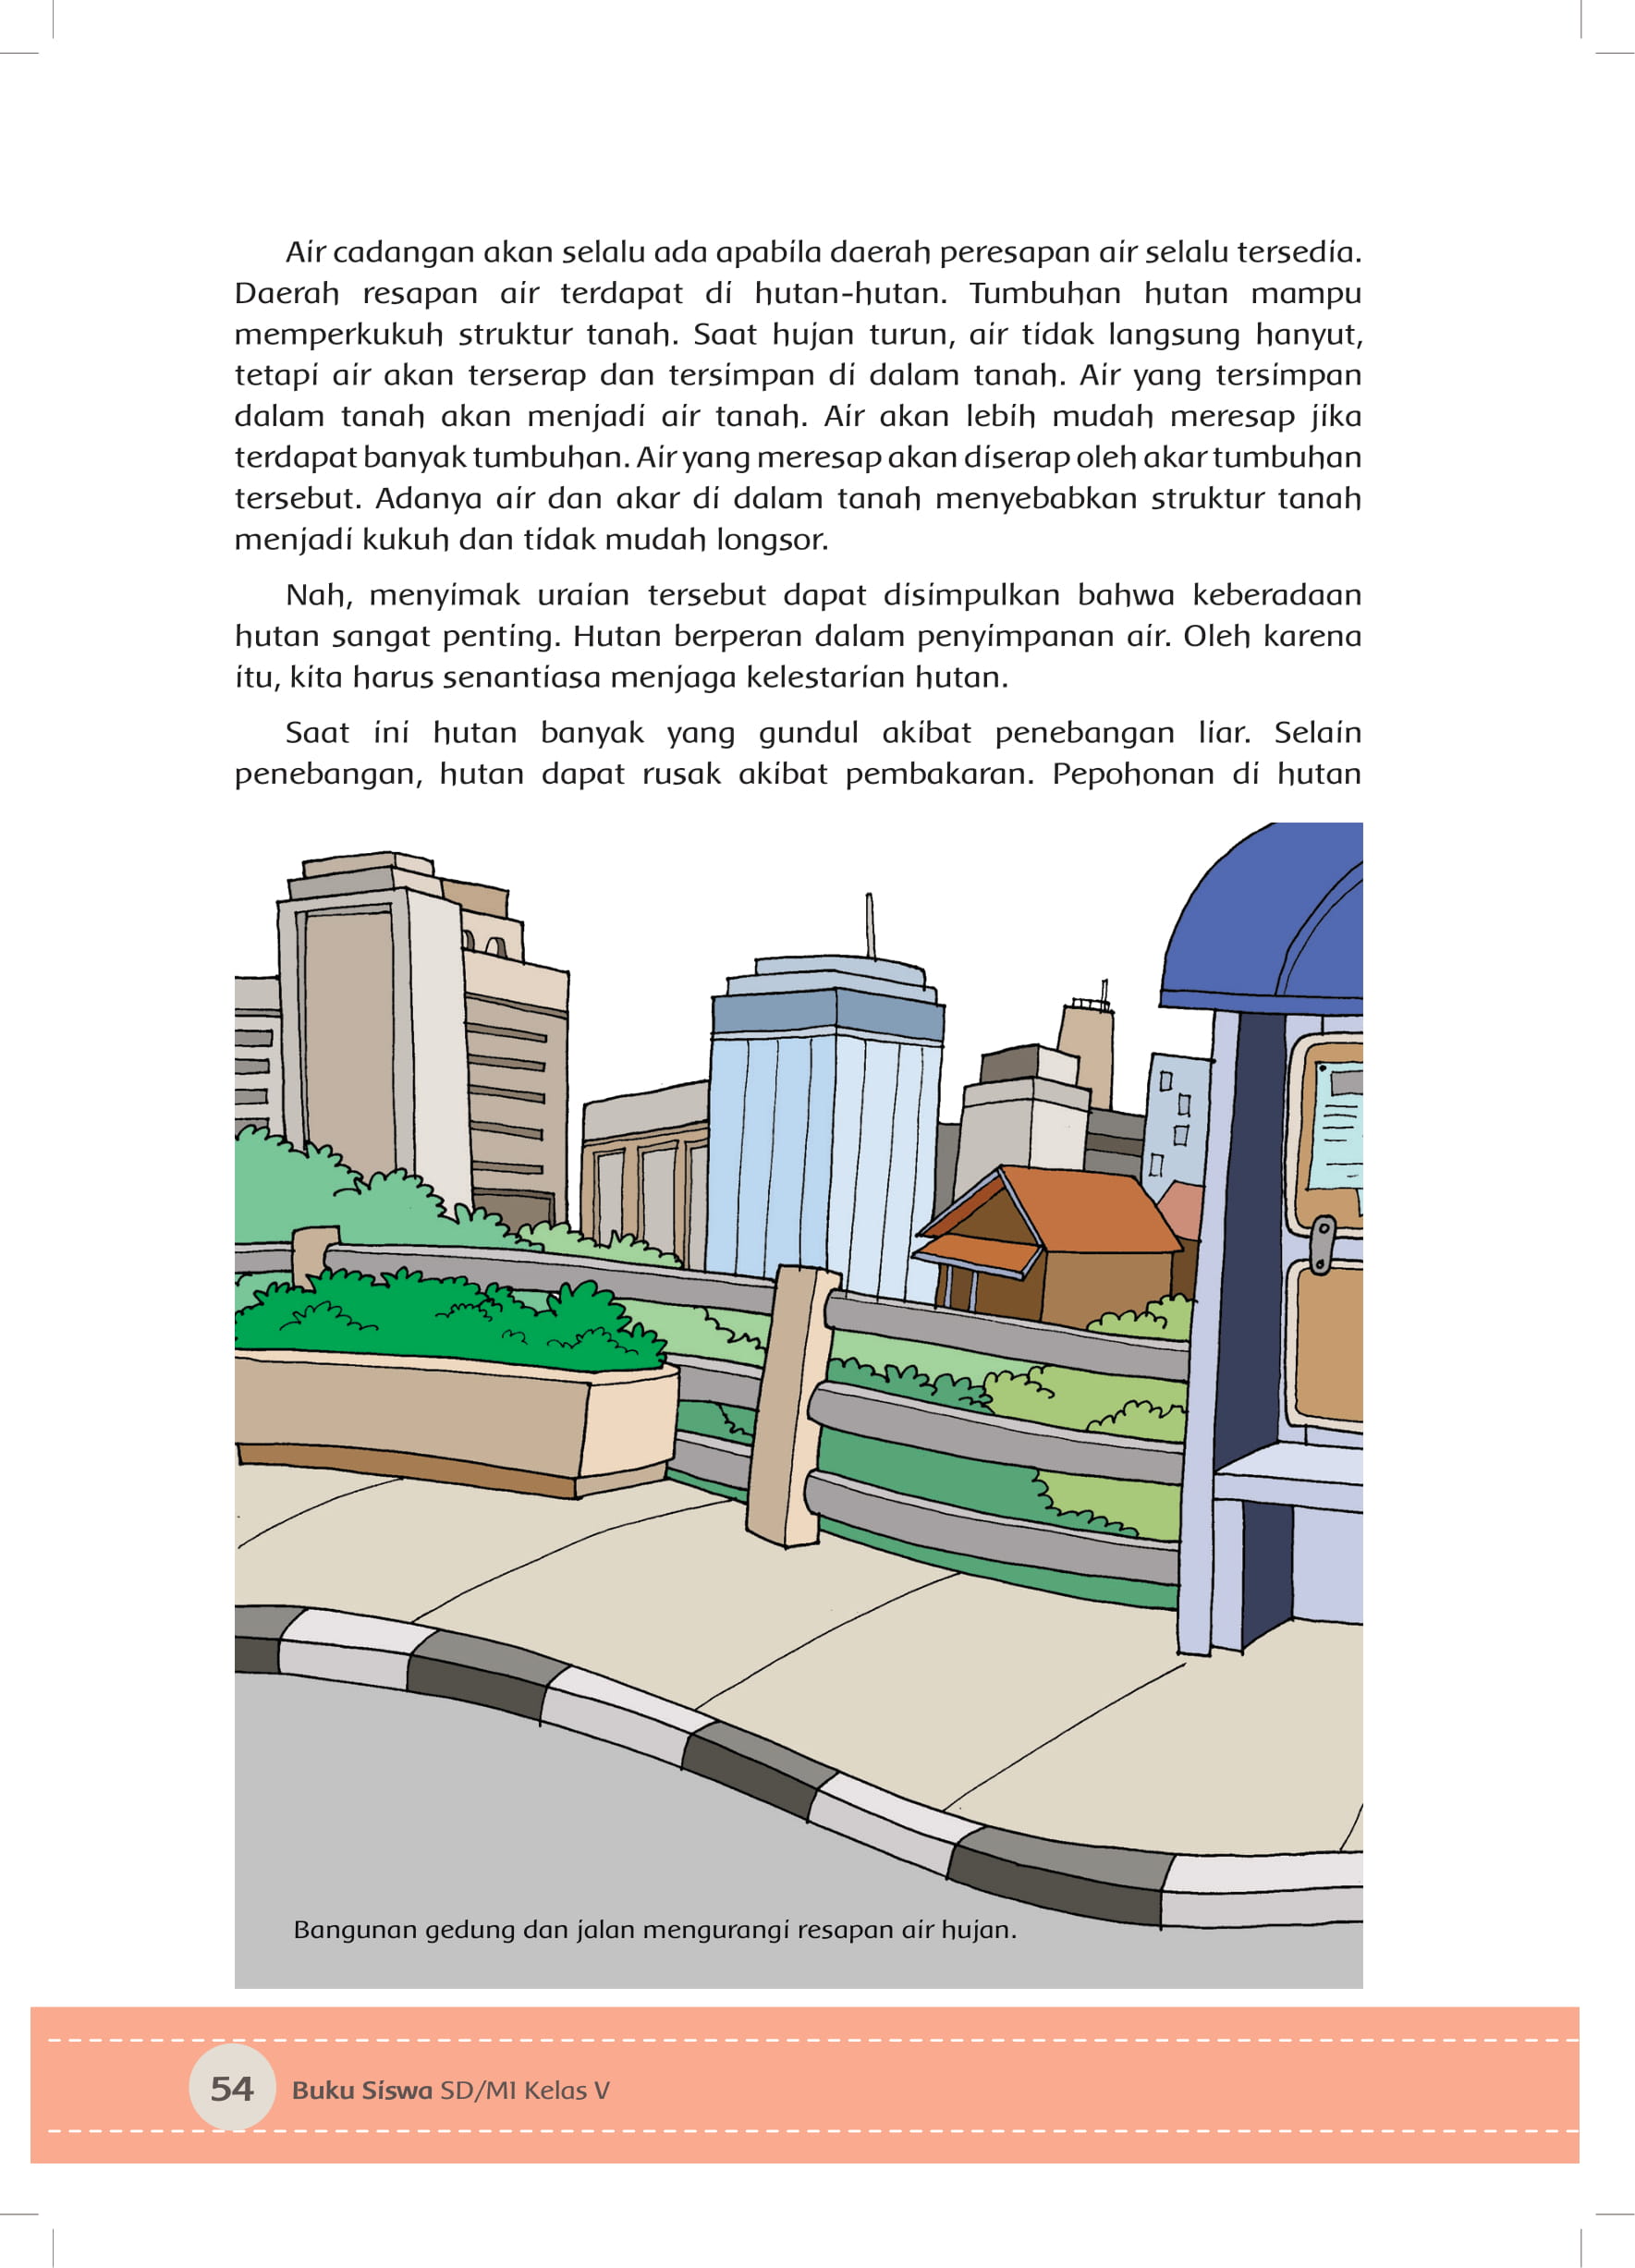 Air cadangan akan selalu ada apabila daerah peresapan air selalu tersedia.
Daerah resapan air terdapat di hutan-hutan. Tumbuhan hutan mampu
memperkukuh struktur tanah. Saat hujan turun, air tidak langsung hanyut,
tetapi air akan terserap dan tersimpan di dalam tanah. Air yang tersimpan
dalam tanah akan menjadi air tanah. Air akan lebih mudah meresap jika
terdapat banyak tumbuhan. Air yang meresap akan diserap oleh akar tumbuhan
tersebut. Adanya air dan akar di dalam tanah menyebabkan struktur tanah
menjadi kukuh dan tidak mudah longsor.
Nah, menyimak uraian tersebut dapat disimpulkan bahwa keberadaan
hutan sangat penting. Hutan berperan dalam penyimpanan air. Oleh karena
itu, kita harus senantiasa menjaga kelestarian hutan.
Saat ini hutan banyak yang gundul akibat penebangan liar. Selain
penebangan, hutan dapat rusak akibat pembakaran. Pepohonan di hutan
Bangunan gedung dan jalan mengurangi resapan air hujan.
54 Buku Siswa SD/MI Kelas V